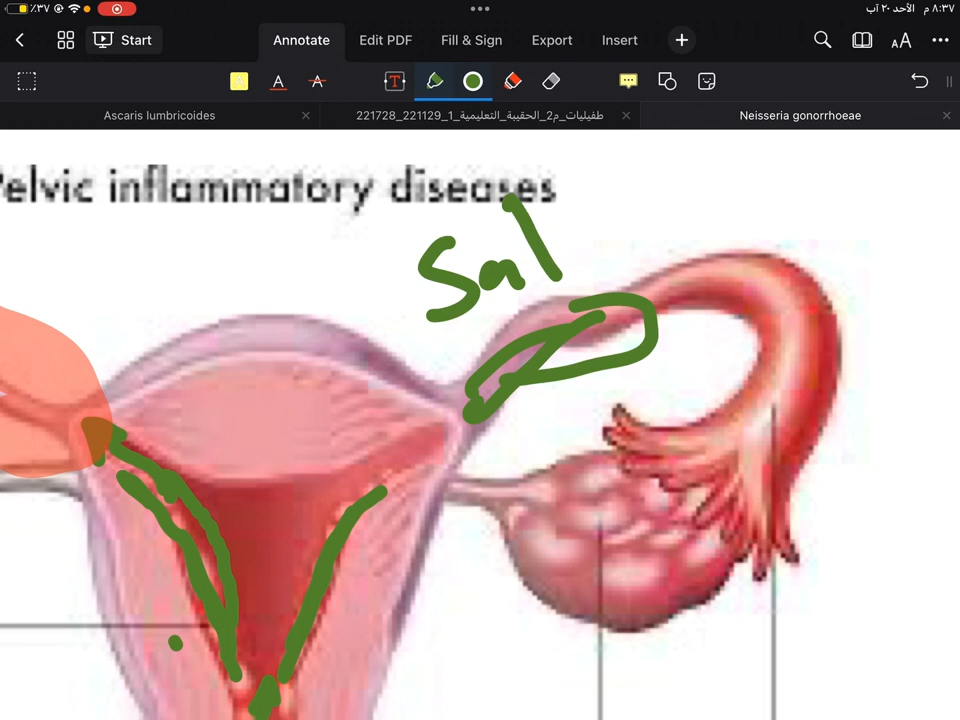 ٪٣٧ الأحد ٢٠ آب ٨:٣٧ م
Start Annotate Edit PDF Fill & Sign Export Insert
A A T
Ascaris lumbricoides طفيليات_م2_الحقيبة_التعليمية_1_221129_221728 Neisseria gonorrhoeae
Pelvic inflammatory diseases
Sal